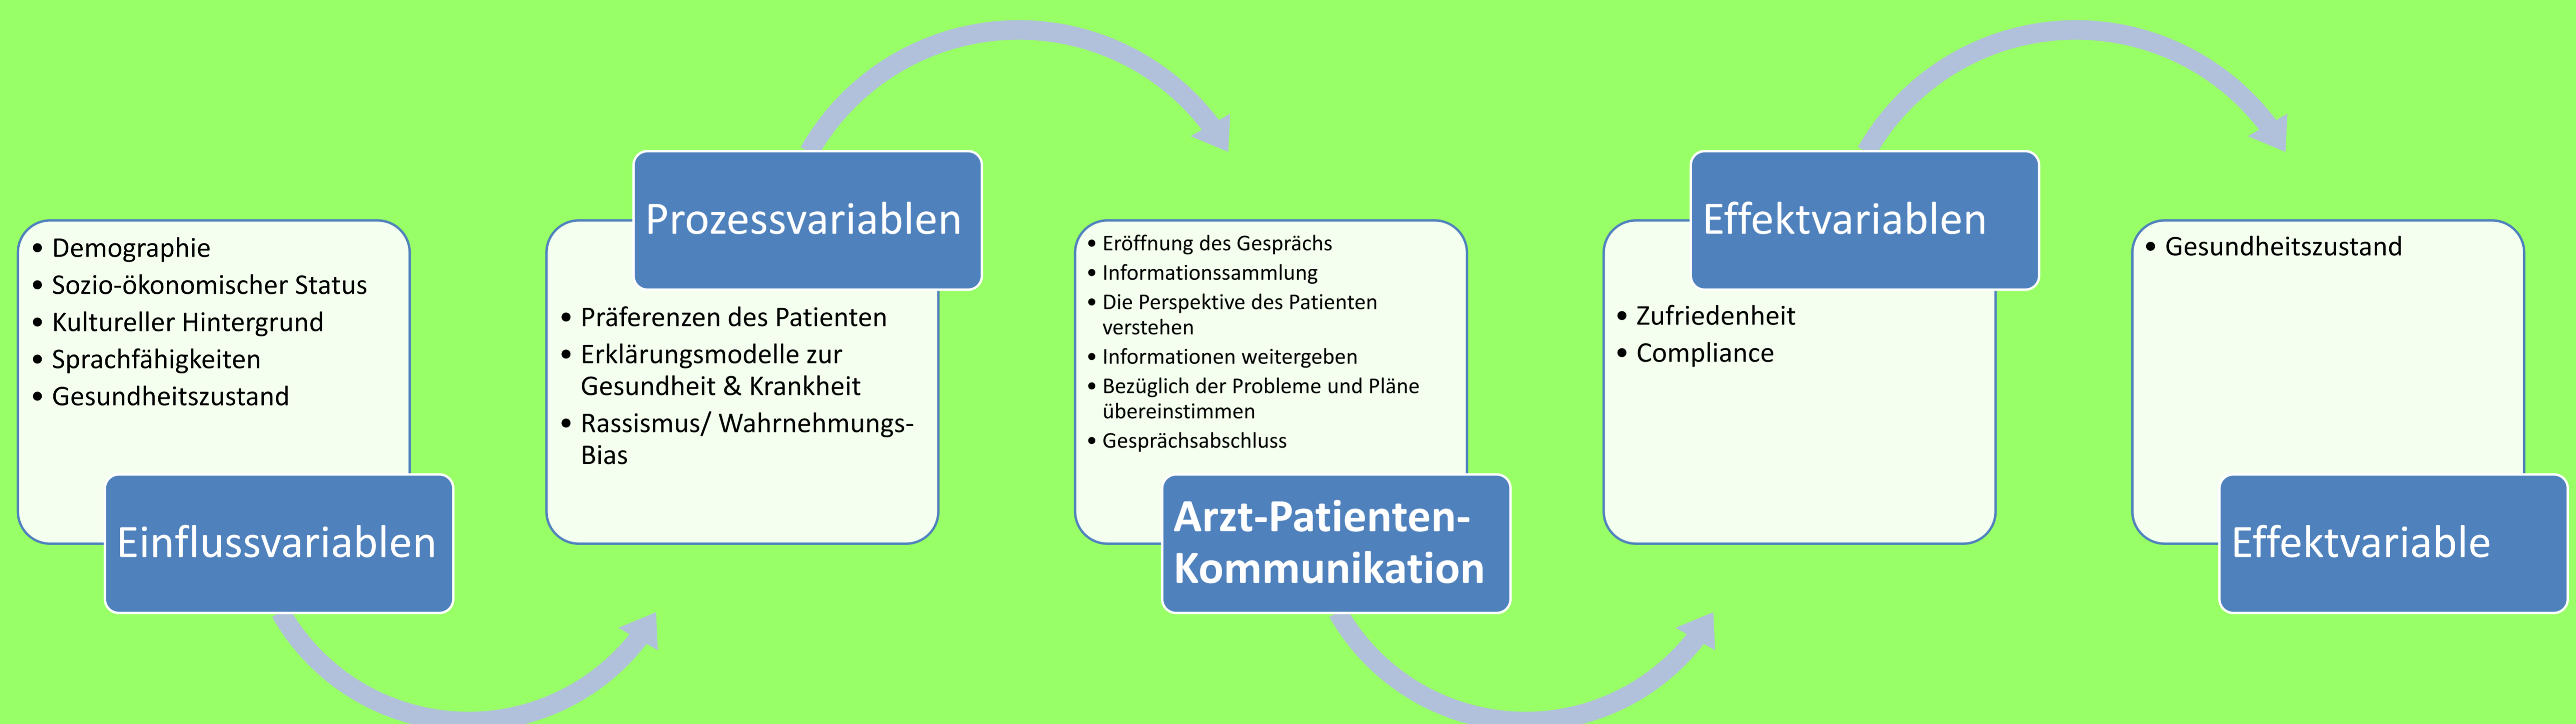 • Demographie
• Sozio-ökonomischer Status
• Kultureller Hintergrund
• Sprachfähigkeiten
• Gesundheitszustand
Einflussvariablen
Prozessvariablen
• Präferenzen des Patienten
• Erklärungsmodelle zur
Gesundheit & Krankheit
• Rassismus/ Wahrnehmungs-
Bias
• Eröffnung des Gesprächs
• Informationssammlung
• Die Perspektive des Patienten
verstehen
• Informationen weitergeben
• Bezüglich der Probleme und Pläne
übereinstimmen
• Gesprächsabschluss
Arzt-Patienten-
Kommunikation
Effektvariablen
• Zufriedenheit
• Compliance
• Gesundheitszustand
Effektvariable